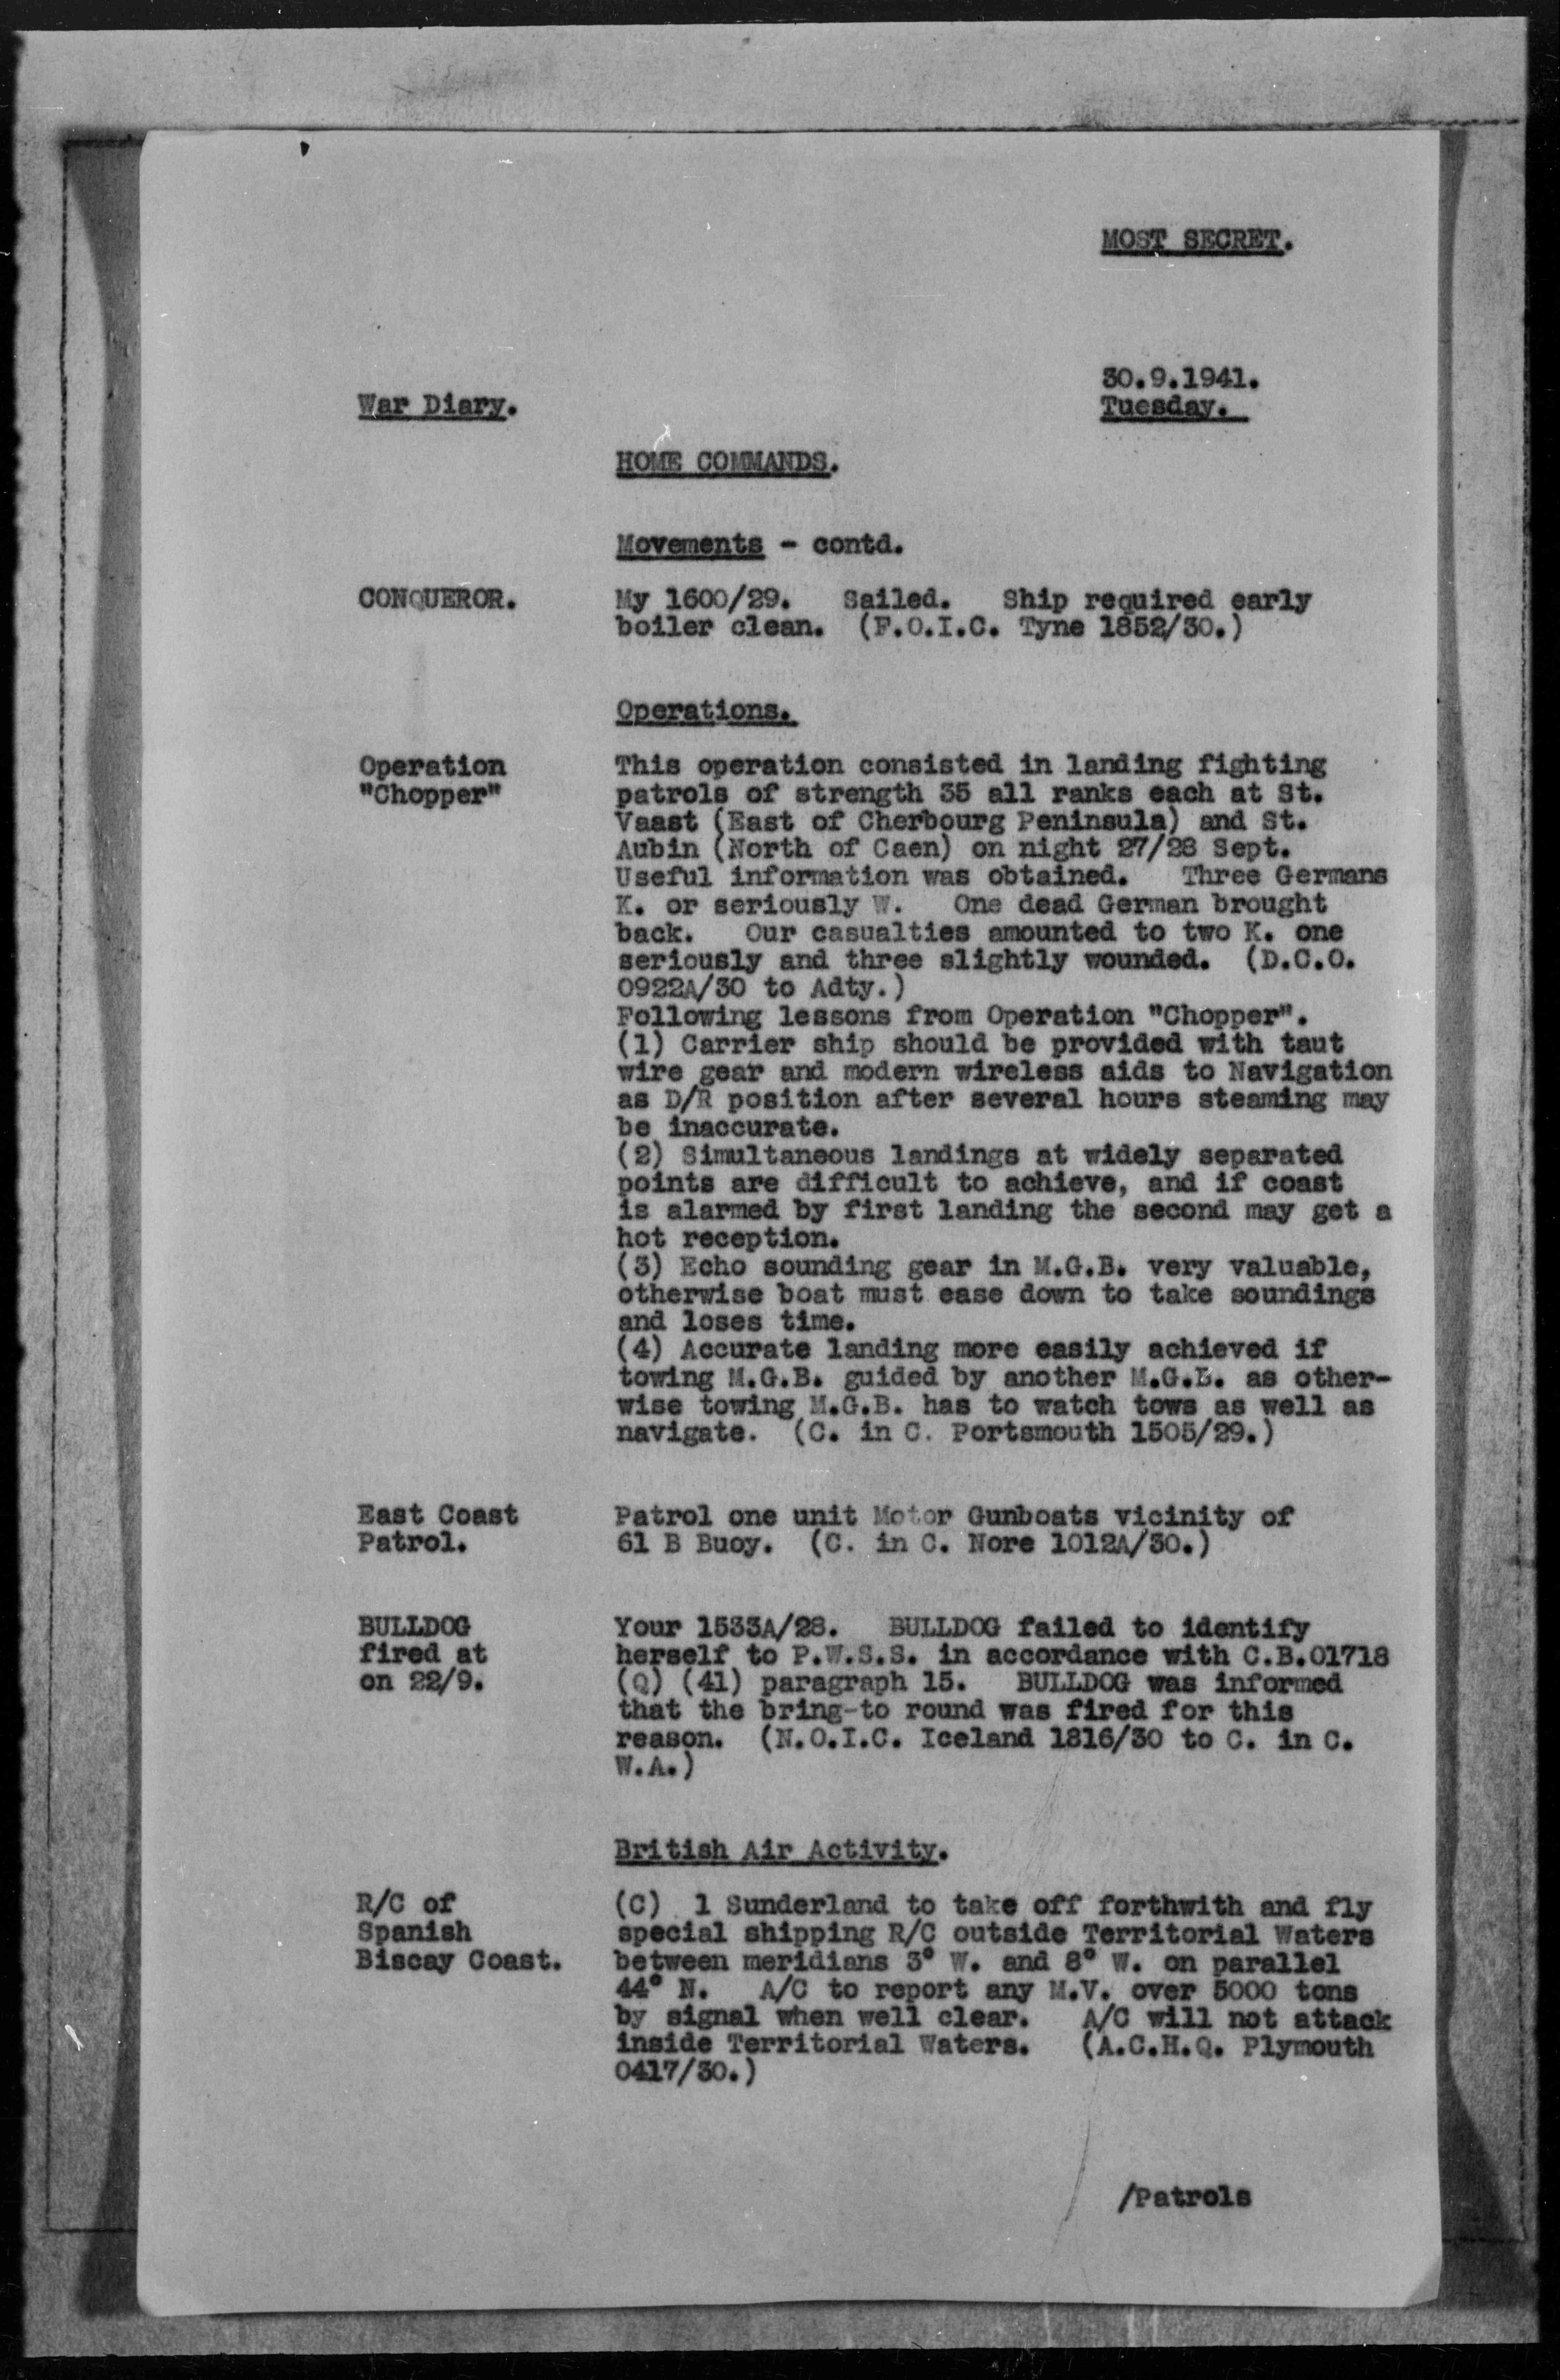 MOST SECRET.
30.9.1941.
War Diary.
Tuesday.
HOME COMMANDS.
Movements - contd.
CONQUEROR.
My 1600/29. Sailed. Ship required early
boiler clean. (F.O.I.C. Tyne 1852/30.)
Operations.
Operation
"Chopper"
This operation consisted in landing fighting
patrols of strength 35 all ranks each at St.
Vaast (East of Cherbourg Peninsula) and St.
Aubin (North of Caen) on night 27/28 Sept.
Useful information was obtained. Three Germans
K. or seriously W. One dead German brought
back. Our casualties amounted to two K. one
seriously and three slightly wounded. (D.C.O.
0922A/30 to Adty.)
Following lessons from Operation "Chopper".
(1) Carrier ship should be provided with taut
wire gear and modern wireless aids to Navigation
as D/R position after several hours steaming may
be inaccurate.
(2) Simultaneous landings at widely separated
points are difficult to achieve, and if coast
is alarmed by first landing the second may get a
hot reception.
(3) Echo sounding gear in M.G.B. very valuable,
otherwise boat must ease down to take soundings
and loses time.
(4) Accurate landing more easily achieved if
towing M.G.B. guided by another M.G.B. as other-
wise towing M.G.B. has to watch tows as well as
navigate. (C. in C. Portsmouth 1505/29.)
East Coast
Patrol.
Patrol one unit Motor Gunboats vicinity of
61 B Buoy. (C. in C. Nore 1012A/30.)
BULLDOG
fired at
on 22/9.
Your 1533A/28. BULLDOG failed to identify
herself to P.W.S.S. in accordance with C.B.01718
(Q) (41) paragraph 15. BULLDOG was informed
that the bring-to round was fired for this
reason. (N.O.I.C. Iceland 1816/30 to C. in C.
W.A.)
British Air Activity.
R/C of
Spanish
Biscay Coast.
(C) 1 Sunderland to take off forthwith and fly
special shipping R/C outside Territorial Waters
between meridians 3° W. and 8° W. on parallel
44° N. A/C to report any M.V. over 5000 tons
by signal when well clear. A/C will not attack
inside Territorial Waters. (A.C.H.Q. Plymouth
0417/30.)
/Patrols